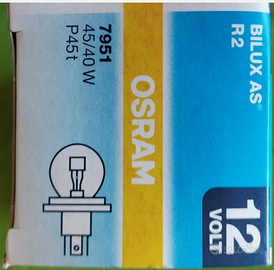 BILUX AS®
R2
12
VOLT
OSRAM
7951
45/40 W
P45t